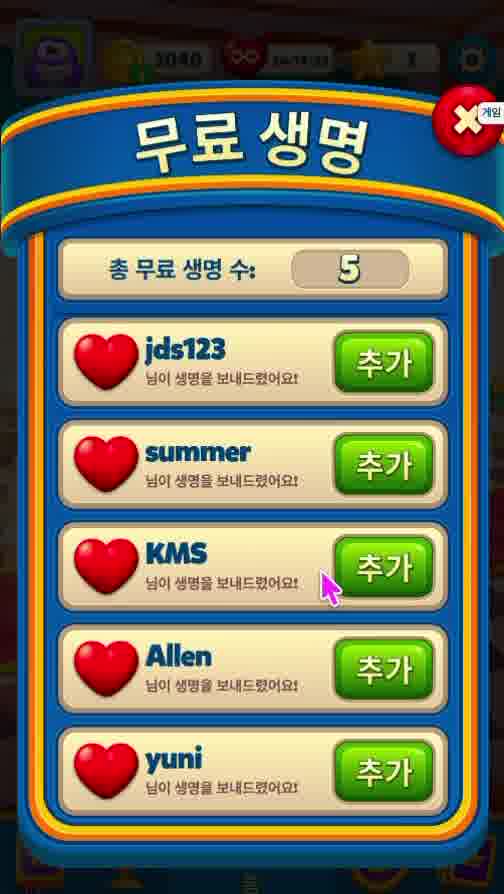 3040
무료 생명
게임
총 무료 생명 수:
5
jds123
님이 생명을 보내드렸어요!
추가
summer
님이 생명을 보내드렸어요!
추가
KMS
님이 생명을 보내드렸어요!
추가
Allen
님이 생명을 보내드렸어요!
추가
yuni
님이 생명을 보내드렸어요!
추가